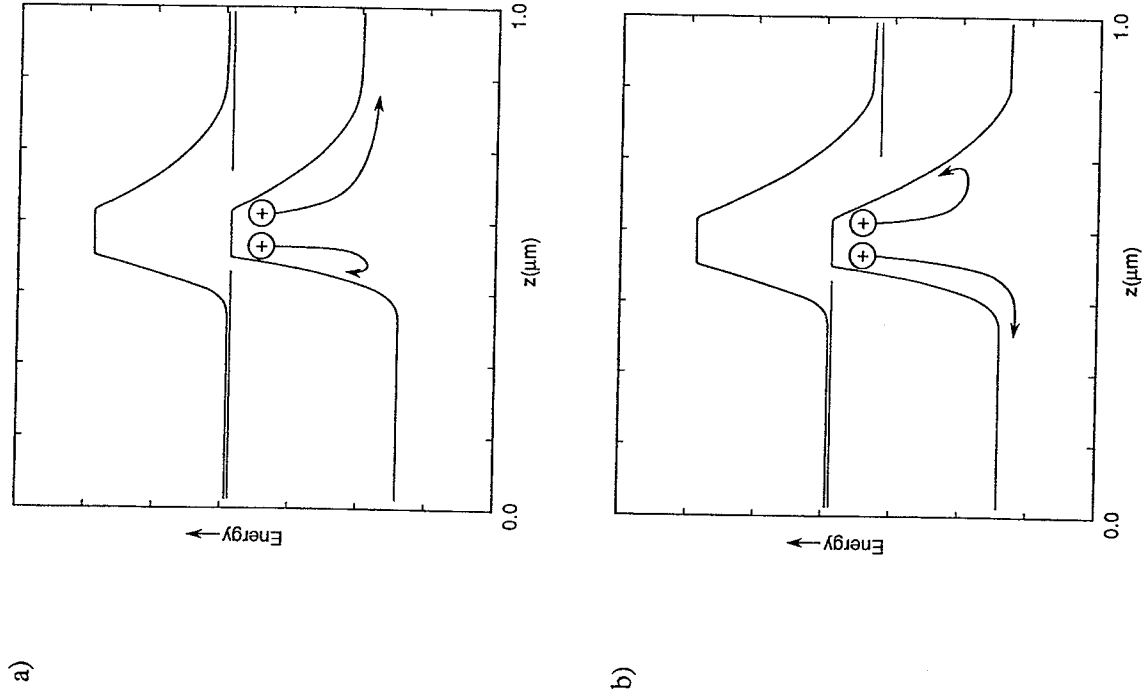 a)
Energy
+
+
0.0
1.0
z(μm)
b)
Energy
+
+
0.0
1.0
z(μm)